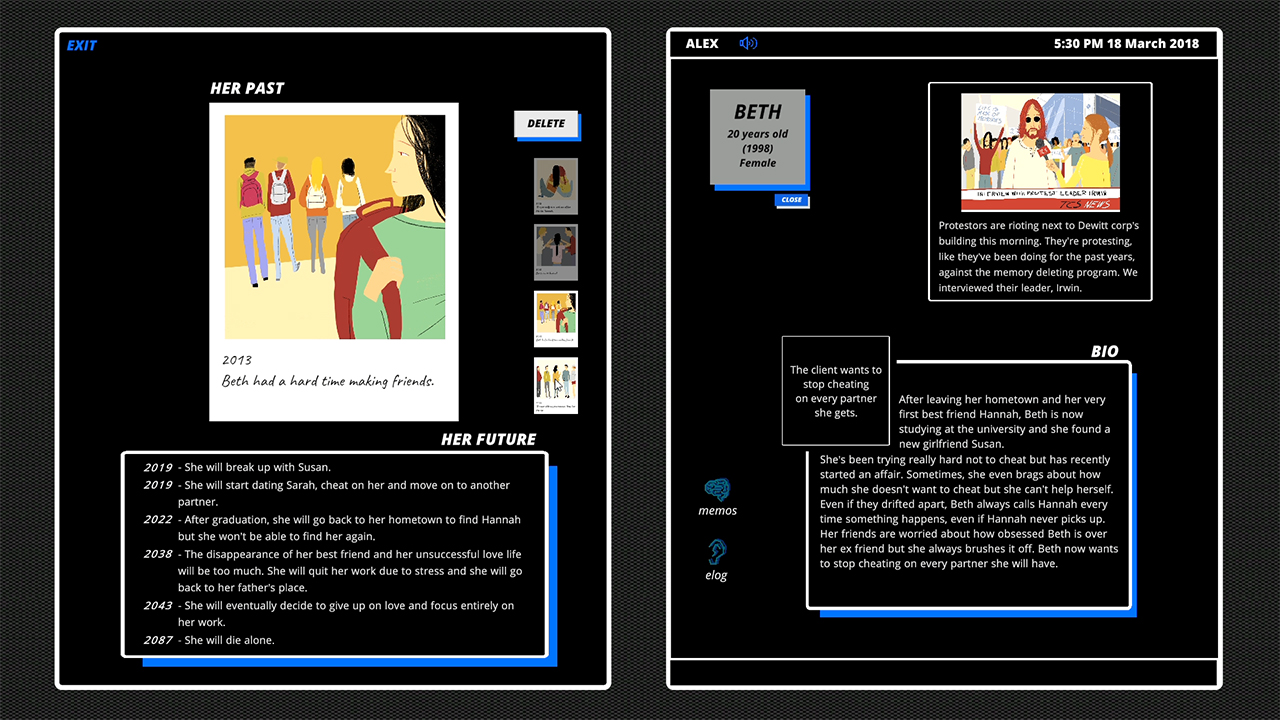 EXIT
HER PAST
DELETE
2013
Beth had a hard time making friends.
HER FUTURE
2019 - She will break up with Susan.
2019 - She will start dating Sarah, cheat on her and move on to another
partner.
2022 - After graduation, she will go back to her hometown to find Hannah
but she won't be able to find her again.
2038 - The disappearance of her best friend and her unsuccessful love life
will be too much. She will quit her work due to stress and she will go
back to her father's place.
2043 - She will eventually decide to give up on love and focus entirely on
her work.
2087 - She will die alone.
ALEX
5:30 PM 18 March 2018
BETH
20 years old
(1998)
Female
CLOSE
INTERVIEW WITH PROTEST LEADER IRWIN
TCS NEWS
Protestors are rioting next to Dewitt corp's
building this morning. They're protesting,
like they've been doing for the past years,
against the memory deleting program. We
interviewed their leader, Irwin.
The client wants to
stop cheating
on every partner
she gets.
BIO
After leaving her hometown and her very
first best friend Hannah, Beth is now
studying at the university and she found a
new girlfriend Susan.
She's been trying really hard not to cheat but has recently
started an affair. Sometimes, she even brags about how
much she doesn't want to cheat but she can't help herself.
Even if they drifted apart, Beth always calls Hannah every
time something happens, even if Hannah never picks up.
Her friends are worried about how obsessed Beth is over
her ex friend but she always brushes it off. Beth now wants
to stop cheating on every partner she will have.
memos
elog